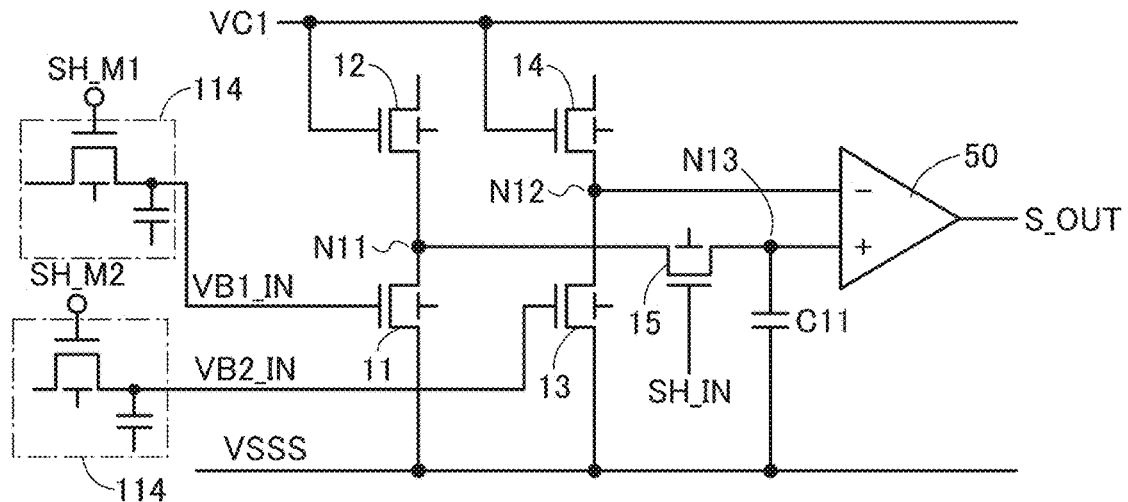 VC1
SH_M1
114
12
14
50
N13
N12
S_OUT
−
+
N11
SH_M2
VB1_IN
15
C11
11
VB2_IN
13
SH_IN
VSSS
114